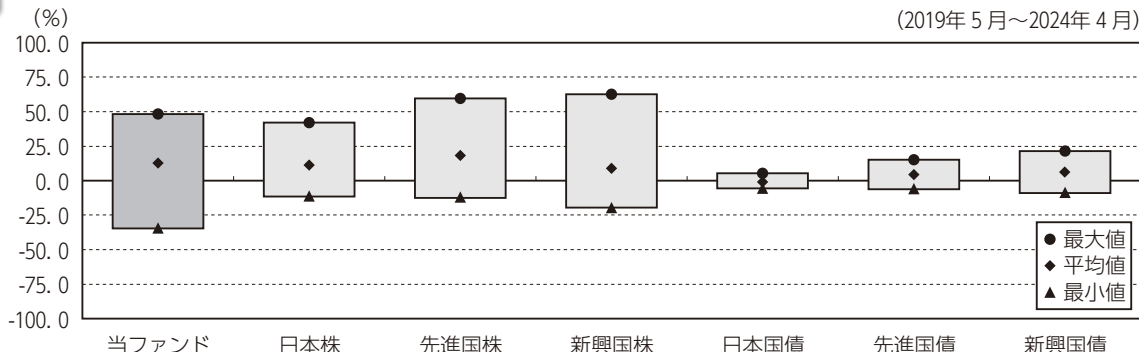 (%)
(2019年5月～2024年4月)
100.0
75.0
50.0
25.0
0.0
-25.0
-50.0
-75.0
-100.0
● 最大値
◆ 平均値
▲ 最小値
当ファンド 日本株 先進国株 新興国株 日本国債 先進国債 新興国債